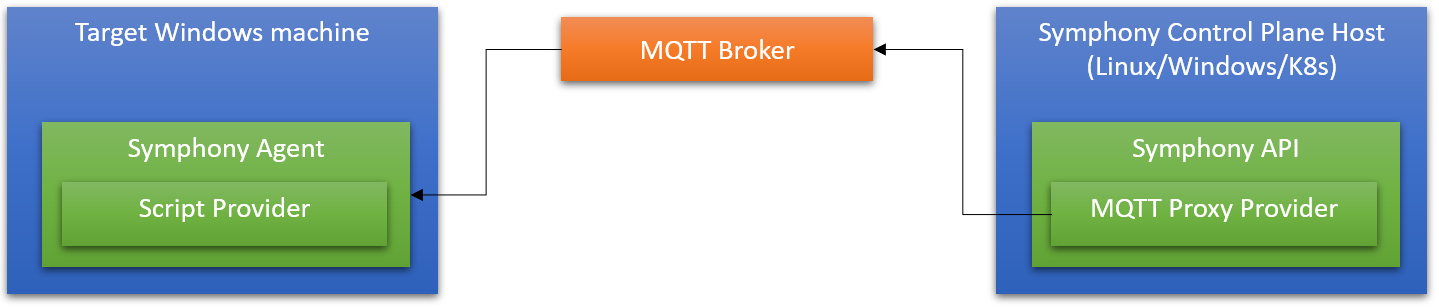 Target Windows machine
Symphony Agent
Script Provider
MQTT Broker
Symphony Control Plane Host
(Linux/Windows/K8s)
Symphony API
MQTT Proxy Provider